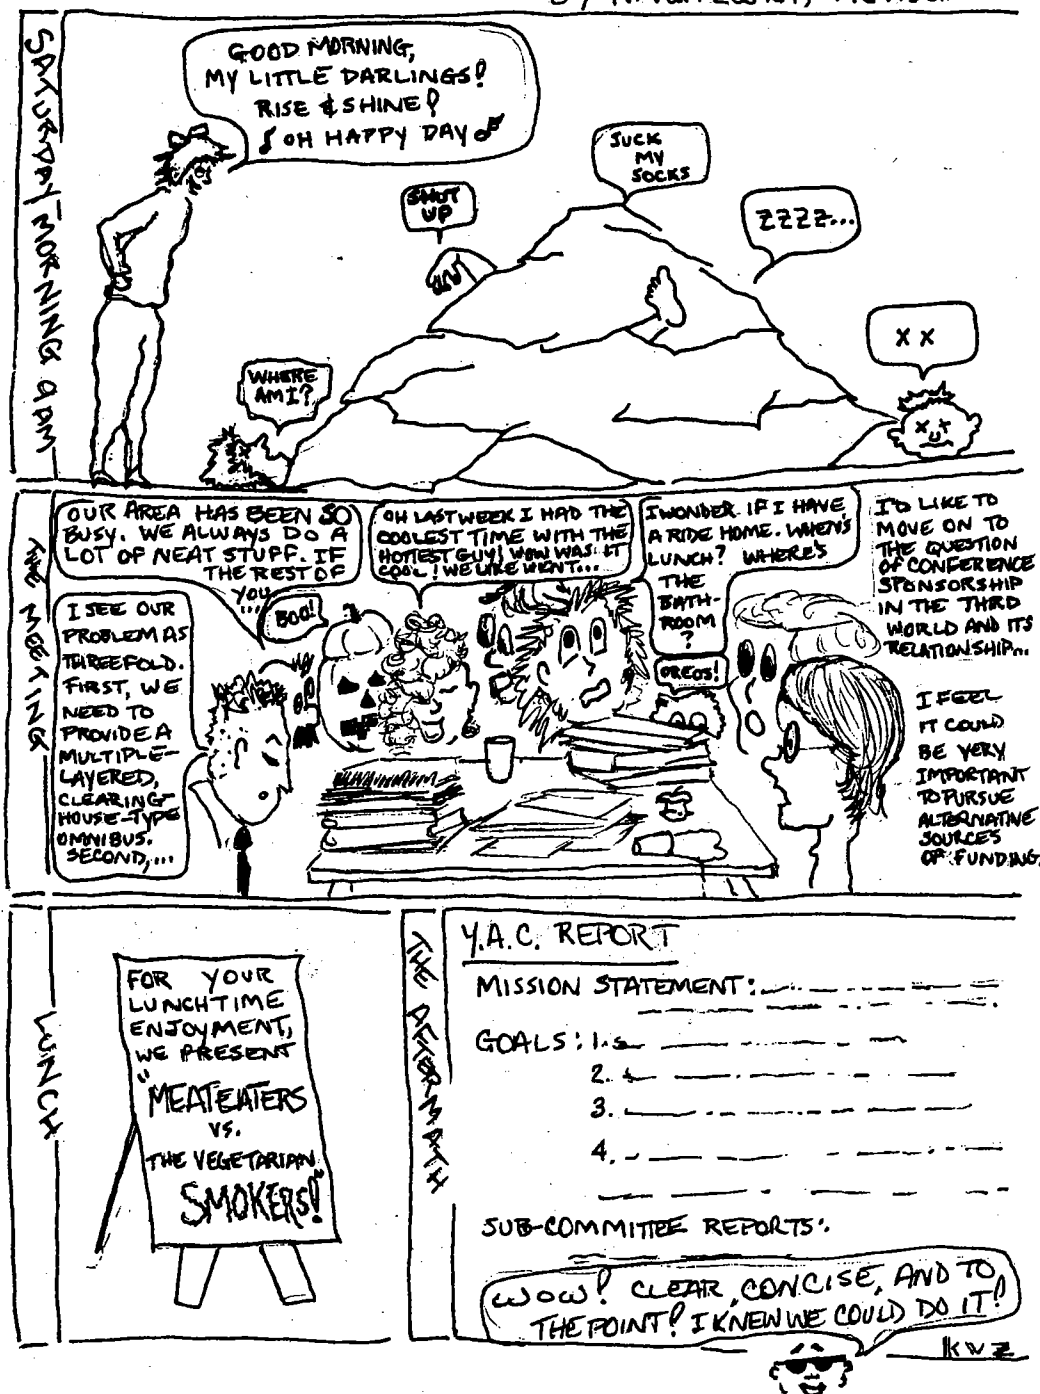 SATURDAY MORNING 9AM
GOOD MORNING,
MY LITTLE DARLINGS!
RISE & SHINE!
♪ OH HAPPY DAY ♫
SHUT
UP
SUCK
MY
SOCKS
ZZZZ...
X X
WHERE
AM I?
THE MEETING
OUR AREA HAS BEEN SO
BUSY. WE ALWAYS DO A
LOT OF NEAT STUFF. IF
THE REST OF
YOU
...
I SEE OUR
PROBLEM AS
THREEFOLD.
FIRST, WE
NEED TO
PROVIDE A
MULTIPLE-
LAYERED,
CLEARING
HOUSE-TYPE
OMNIBUS.
SECOND,...
BOO!
OH LAST WEEK I HAD THE
COOLEST TIME WITH THE
HOTTEST GUY! WOW WAS IT
COOL! WE LIKE WENT...
I WONDER IF I HAVE
A RIDE HOME. WHEN'S
LUNCH? WHERE'S
THE
BATH-
ROOM
?
OREOS!
I'D LIKE TO
MOVE ON TO
THE QUESTION
OF CONFERENCE
SPONSORSHIP
IN THE THIRD
WORLD AND ITS
RELATIONSHIP...
I FEEL
IT COULD
BE VERY
IMPORTANT
TO PURSUE
ALTERNATIVE
SOURCES
OF FUNDING.
LUNCH
FOR YOUR
LUNCHTIME
ENJOYMENT,
WE PRESENT
"MEATEATERS
VS.
THE VEGETARIAN
SMOKERS!"
THE AFTERMATH
Y.A.C. REPORT
MISSION STATEMENT:
GOALS: 1.
2.
3.
4.
SUB-COMMITTEE REPORTS:
WOW! CLEAR, CONCISE, AND TO
THE POINT! I KNEW WE COULD DO IT!
KWZ